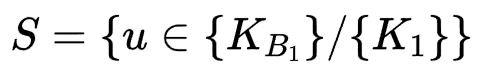 S = {u ∈ {K_{B_1}}/{K_1}}